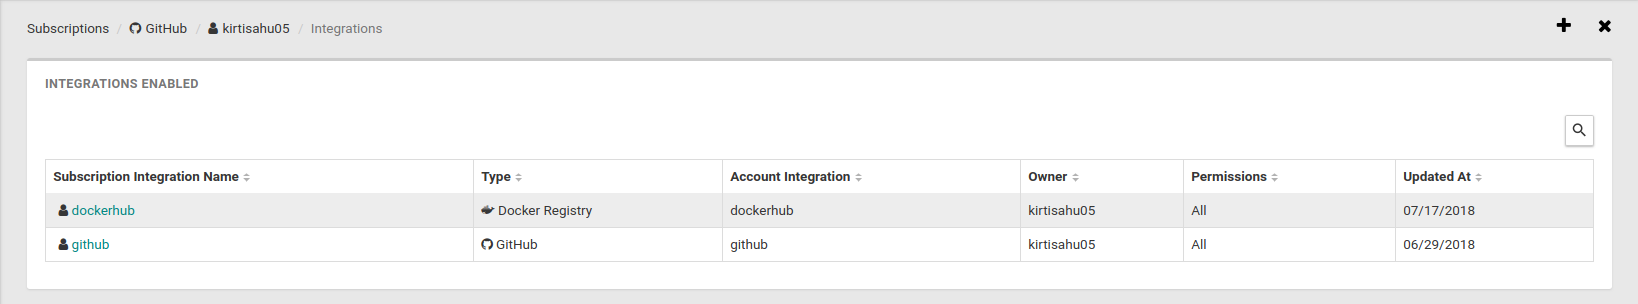 Subscriptions / GitHub / kirtisahu05 / Integrations
INTEGRATIONS ENABLED
Subscription Integration Name Type Account Integration Owner Permissions Updated At
dockerhub Docker Registry dockerhub kirtisahu05 All 07/17/2018
github GitHub github kirtisahu05 All 06/29/2018